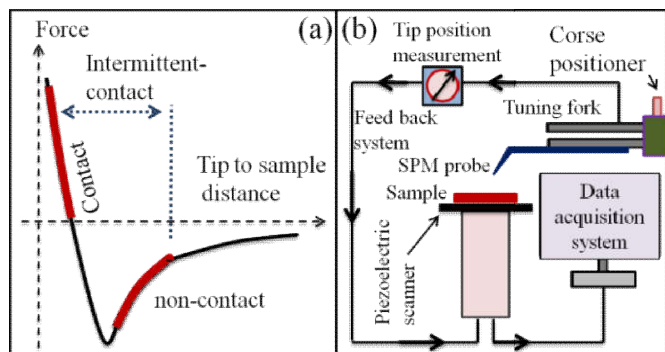 Force
(a)
Intermittent-
contact
Contact
Tip to sample
distance
non-contact
(b)
Tip position
measurement
Corse
positioner
Tuning fork
Feed back
system
SPM probe
Sample
Data
acquisition
system
Piezoelectric
scanner